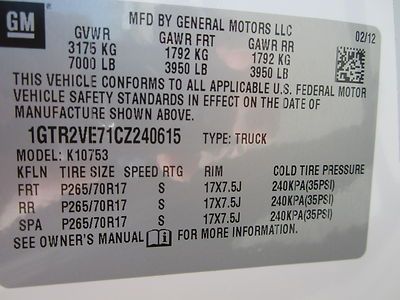 GM
MFD BY GENERAL MOTORS LLC
GVWR GAWR FRT GAWR RR 02/12
3175 KG 1792 KG 1792 KG
7000 LB 3950 LB 3950 LB
THIS VEHICLE CONFORMS TO ALL APPLICABLE U.S. FEDERAL MOTOR
VEHICLE SAFETY STANDARDS IN EFFECT ON THE DATE OF
MANUFACTURE SHOWN ABOVE.
1GTR2VE71CZ240615 TYPE: TRUCK
MODEL: K10753
KFLN TIRE SIZE SPEED RTG RIM COLD TIRE PRESSURE
FRT P265/70R17 S 17X7.5J 240KPA(35PSI)
RR P265/70R17 S 17X7.5J 240KPA(35PSI)
SPA P265/70R17 S 17X7.5J 240KPA(35PSI)
SEE OWNER'S MANUAL FOR MORE INFORMATION.